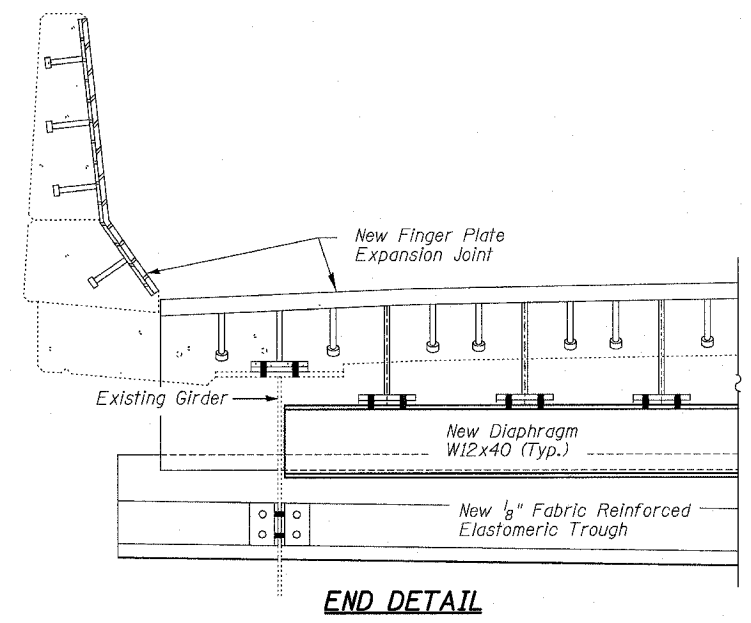 New Finger Plate
Expansion Joint
Existing Girder
New Diaphragm
W12x40 (Typ.)
New 1/8" Fabric Reinforced
Elastomeric Trough
END DETAIL